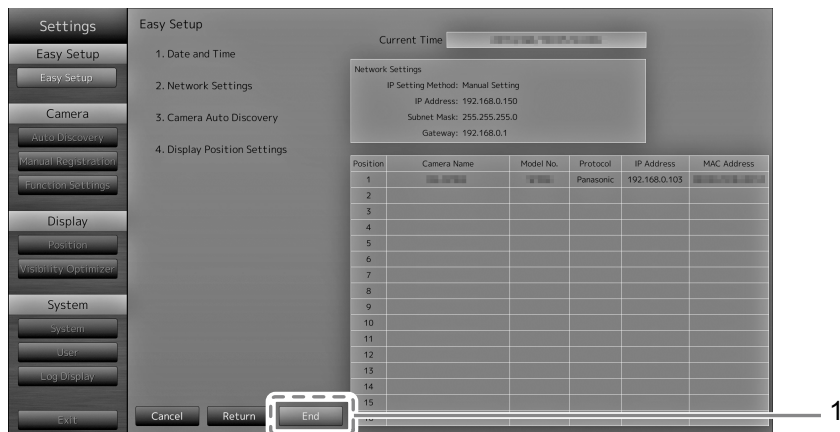 Settings
Easy Setup
Easy Setup
Camera
Auto Discovery
Manual Registration
Function Settings
Display
Position
Visibility Optimizer
System
System
User
Log Display
Exit
Easy Setup
1. Date and Time
2. Network Settings
3. Camera Auto Discovery
4. Display Position Settings
Cancel Return End
Current Time
Network Settings
IP Setting Method: Manual Setting
IP Address: 192.168.0.150
Subnet Mask: 255.255.255.0
Gateway: 192.168.0.1
Position Camera Name Model No. Protocol IP Address MAC Address
1 Panasonic 192.168.0.103
2
3
4
5
6
7
8
9
10
11
12
13
14
15
1